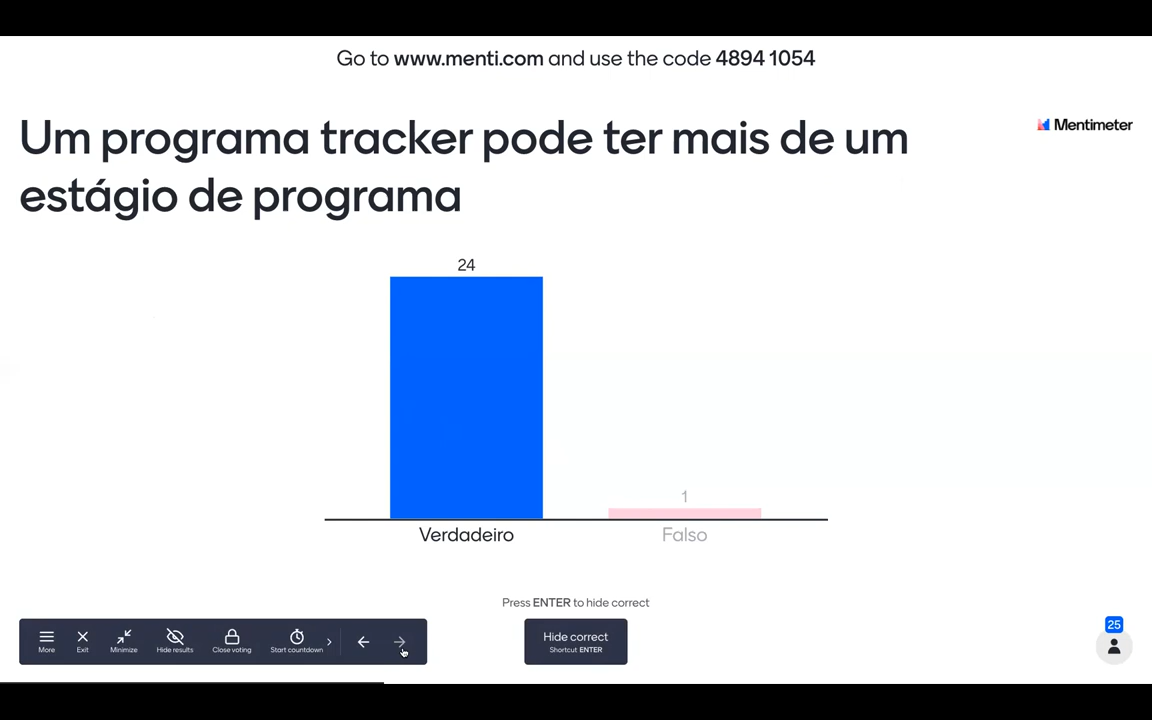 Go to www.menti.com and use the code 4894 1054
Um programa tracker pode ter mais de um
estágio de programa
Mentimeter
24
1
Verdadeiro
Falso
Press ENTER to hide correct
More
Exit
Minimize
Hide results
Close voting
Start countdown
Hide correct
Shortcut ENTER
25